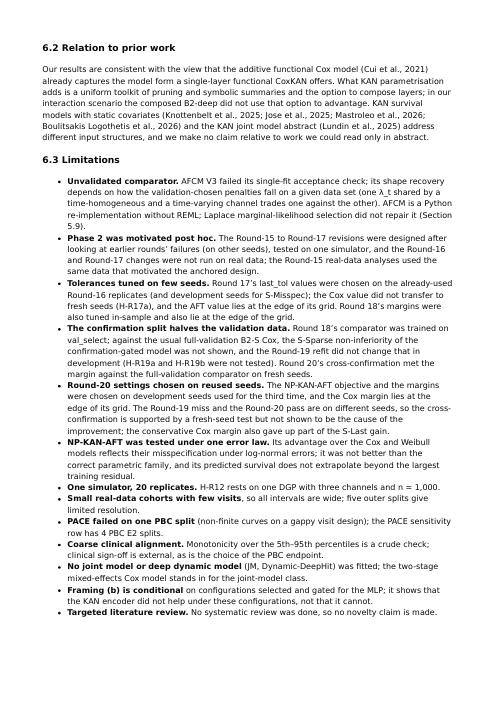 6.2 Relation to prior work
Our results are consistent with the view that the additive functional Cox model (Cui et al., 2021)
already captures the model form a single-layer functional CoxKAN offers. What KAN parametrisation
adds is a uniform toolkit of pruning and symbolic summaries and the option to compose layers; in
our interaction scenario the composed B2-deep did not use that option to advantage. KAN survival
models with static covariates (Knottenbelt et al., 2025; Jose et al., 2025; Mastroleo et al., 2026;
Boulitsakis Logothetis et al., 2026) and the KAN joint model abstract (Lundin et al., 2025) address
different input structures, and we make no claim relative to work we could read only in abstract.
6.3 Limitations
• Unvalidated comparator. AFCM V3 failed its single-fit acceptance check; its shape recovery
depends on how the validation-chosen penalties fall on a given data set (one λ_t shared by a
time-homogeneous and a time-varying channel trades one against the other). AFCM is a Python
re-implementation without REML; Laplace marginal-likelihood selection did not repair it (Section
5.9).
• Phase 2 was motivated post hoc. The Round-15 to Round-17 revisions were designed after
looking at earlier rounds’ failures (on other seeds), tested on one simulator, and the Round-16
and Round-17 changes were not run on real data; the Round-15 real-data analyses used the
same data that motivated the anchored design.
• Tolerances tuned on few seeds. Round 17’s last_tol values were chosen on the already-used
Round-16 replicates (and development seeds for S-Misspec); the Cox value did not transfer to
fresh seeds (H-R17a), and the AFT value lies at the edge of its grid. Round 18’s margins were
also tuned in-sample and also lie at the edge of the grid.
• The confirmation split halves the validation data. Round 18’s comparator was trained on
val_select; against the usual full-validation B2-S Cox, the S-Sparse non-inferiority of the
confirmation-gated model was not shown, and the Round-19 refit did not change that in
development (H-R19a and H-R19b were not tested). Round 20’s cross-confirmation met the
margin against the full-validation comparator on fresh seeds.
• Round-20 settings chosen on reused seeds. The NP-KAN-AFT objective and the margins
were chosen on development seeds used for the third time, and the Cox margin lies at the
edge of its grid. The Round-19 miss and the Round-20 pass are on different seeds, so the cross-
confirmation is supported by a fresh-seed test but not shown to be the cause of the
improvement; the conservative Cox margin also gave up part of the S-Last gain.
• NP-KAN-AFT was tested under one error law. Its advantage over the Cox and Weibull
models reflects their misspecification under log-normal errors; it was not better than the
correct parametric family, and its predicted survival does not extrapolate beyond the largest
training residual.
• One simulator, 20 replicates. H-R12 rests on one DGP with three channels and n = 1,000.
• Small real-data cohorts with few visits, so all intervals are wide; five outer splits give
limited resolution.
• PACE failed on one PBC split (non-finite curves on a gappy visit design); the PACE sensitivity
row has 4 PBC E2 splits.
• Coarse clinical alignment. Monotonicity over the 5th–95th percentiles is a crude check;
clinical sign-off is external, as is the choice of the PBC endpoint.
• No joint model or deep dynamic model (JM, Dynamic-DeepHit) was fitted; the two-stage
mixed-effects Cox model stands in for the joint-model class.
• Framing (b) is conditional on configurations selected and gated for the MLP; it shows that
the KAN encoder did not help under these configurations, not that it cannot.
• Targeted literature review. No systematic review was done, so no novelty claim is made.